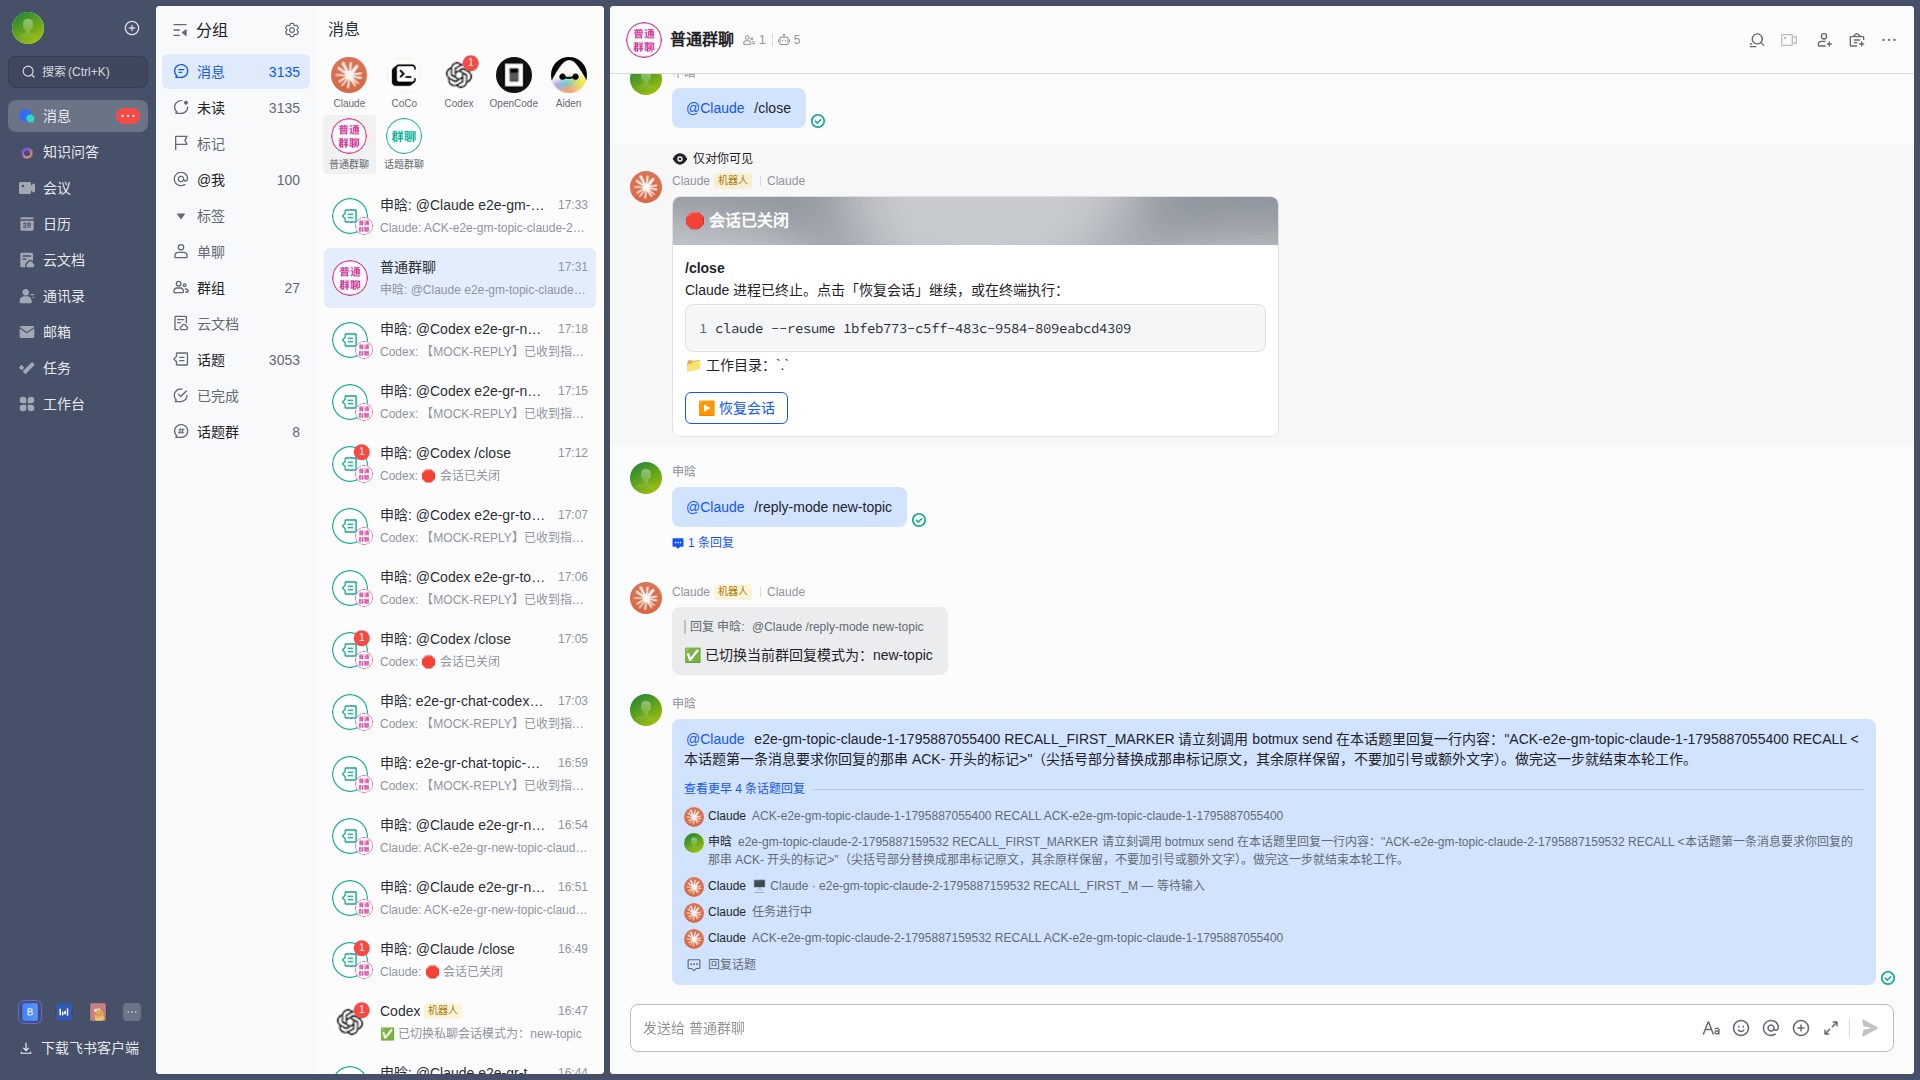 搜索 (Ctrl+K)
消息
知识问答
会议
日历
云文档
通讯录
邮箱
任务
工作台
下载飞书客户端
分组
消息 3135
未读 3135
标记
@我 100
标签
单聊
群组 27
云文档
话题 3053
已完成
话题群 8
消息
1
Claude CoCo Codex OpenCode Aiden
普通
群聊
群聊
普通群聊 话题群聊
申晗: @Claude e2e-gm-... 17:33
Claude: ACK-e2e-gm-topic-claude-2...
普通群聊 17:31
申晗: @Claude e2e-gm-topic-claude...
申晗: @Codex e2e-gr-n... 17:18
Codex: 【MOCK-REPLY】已收到指...
申晗: @Codex e2e-gr-n... 17:15
Codex: 【MOCK-REPLY】已收到指...
1
申晗: @Codex /close 17:12
Codex: 🛑 会话已关闭
申晗: @Codex e2e-gr-to... 17:07
Codex: 【MOCK-REPLY】已收到指...
申晗: @Codex e2e-gr-to... 17:06
Codex: 【MOCK-REPLY】已收到指...
1
申晗: @Codex /close 17:05
Codex: 🛑 会话已关闭
申晗: e2e-gr-chat-codex... 17:03
Codex: 【MOCK-REPLY】已收到指...
申晗: e2e-gr-chat-topic-... 16:59
Codex: 【MOCK-REPLY】已收到指...
申晗: @Claude e2e-gr-n... 16:54
Claude: ACK-e2e-gr-new-topic-claud...
申晗: @Claude e2e-gr-n... 16:51
Claude: ACK-e2e-gr-new-topic-claud...
1
申晗: @Claude /close 16:49
Claude: 🛑 会话已关闭
1
Codex 机器人 16:47
✅ 已切换私聊会话模式为：new-topic
申晗: @Claude e2e-gr-t... 16:44
普通
群聊
普通群聊 1 5
申晗
@Claude /close
仅对你可见
Claude 机器人 | Claude
🛑 会话已关闭
/close
Claude 进程已终止。点击「恢复会话」继续，或在终端执行：
1 claude --resume 1bfeb773-c5ff-483c-9584-809eabcd4309
📁 工作目录：`.`
▶️ 恢复会话
申晗
@Claude /reply-mode new-topic
1 条回复
Claude 机器人 | Claude
回复 申晗: @Claude /reply-mode new-topic
✅ 已切换当前群回复模式为：new-topic
申晗
@Claude e2e-gm-topic-claude-1-1795887055400 RECALL_FIRST_MARKER 请立刻调用 botmux send 在本话题里回复一行内容："ACK-e2e-gm-topic-claude-1-1795887055400 RECALL <
本话题第一条消息要求你回复的那串 ACK- 开头的标记>"（尖括号部分替换成那串标记原文，其余原样保留，不要加引号或额外文字）。做完这一步就结束本轮工作。
查看更早 4 条话题回复
Claude ACK-e2e-gm-topic-claude-1-1795887055400 RECALL ACK-e2e-gm-topic-claude-1-1795887055400
申晗 e2e-gm-topic-claude-2-1795887159532 RECALL_FIRST_MARKER 请立刻调用 botmux send 在本话题里回复一行内容："ACK-e2e-gm-topic-claude-2-1795887159532 RECALL <本话题第一条消息要求你回复的
那串 ACK- 开头的标记>"（尖括号部分替换成那串标记原文，其余原样保留，不要加引号或额外文字）。做完这一步就结束本轮工作。
Claude 🖥️ Claude · e2e-gm-topic-claude-2-1795887159532 RECALL_FIRST_M — 等待输入
Claude 任务进行中
Claude ACK-e2e-gm-topic-claude-2-1795887159532 RECALL ACK-e2e-gm-topic-claude-1-1795887055400
回复话题
发送给 普通群聊